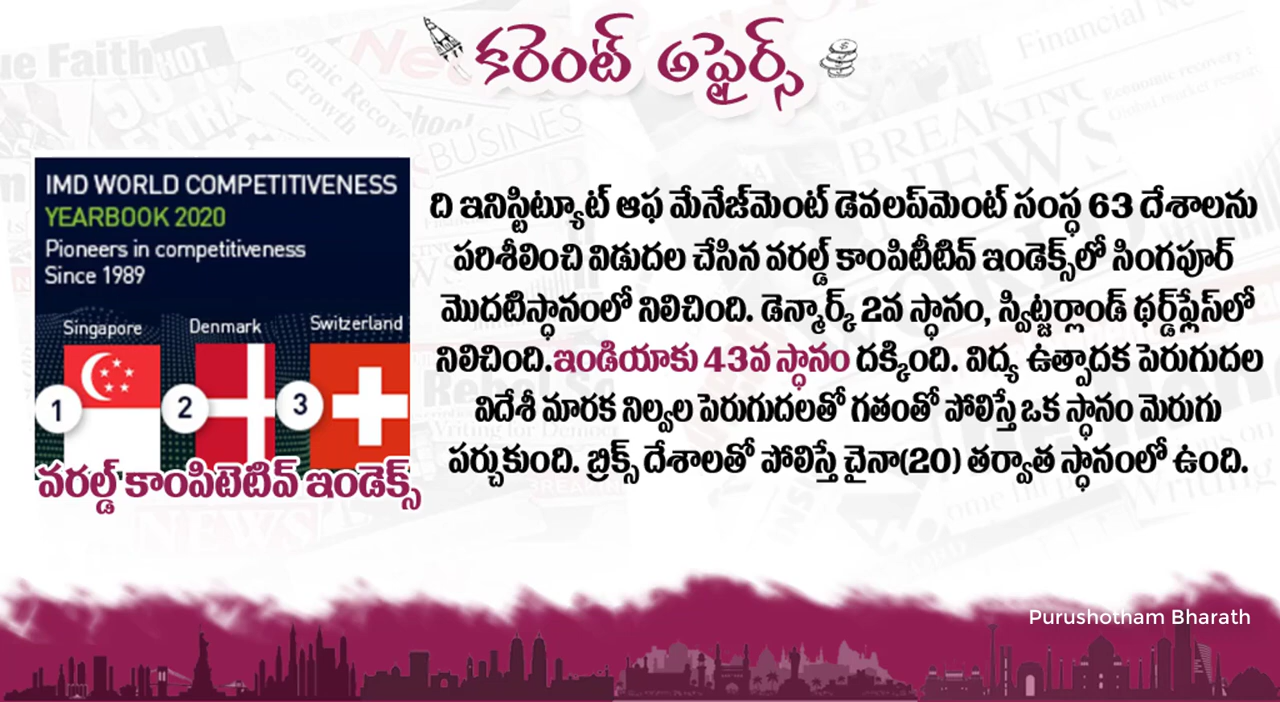 కరెంట్ అఫైర్స్
IMD WORLD COMPETITIVENESS
YEARBOOK 2020
Pioneers in competitiveness
Since 1989
Singapore
Denmark
Switzerland
1
2
3
వరల్డ్ కాంపిటెటివ్ ఇండెక్స్
ది ఇనిస్టిట్యూట్ ఆఫ మేనేజ్‌మెంట్ డెవలప్‌మెంట్ సంస్థ 63 దేశాలను
పరిశీలించి విడుదల చేసిన వరల్డ్ కాంపిటీటివ్ ఇండెక్స్‌లో సింగపూర్
మొదటిస్థానంలో నిలిచింది. డెన్మార్క్ 2వ స్థానం, స్విట్జర్లాండ్ థర్డ్‌ప్లేస్‌లో
నిలిచింది.ఇండియాకు 43వ స్థానం దక్కింది. విద్య, ఉత్పాదక పెరుగుదల
విదేశీ మారక నిల్వల పెరుగుదలతో గతంతో పోలిస్తే ఒక స్థానం మెరుగు
పర్చుకుంది. బ్రిక్స్ దేశాలతో పోలిస్తే చైనా(20) తర్వాత స్థానంలో ఉంది.
Purushotham Bharath